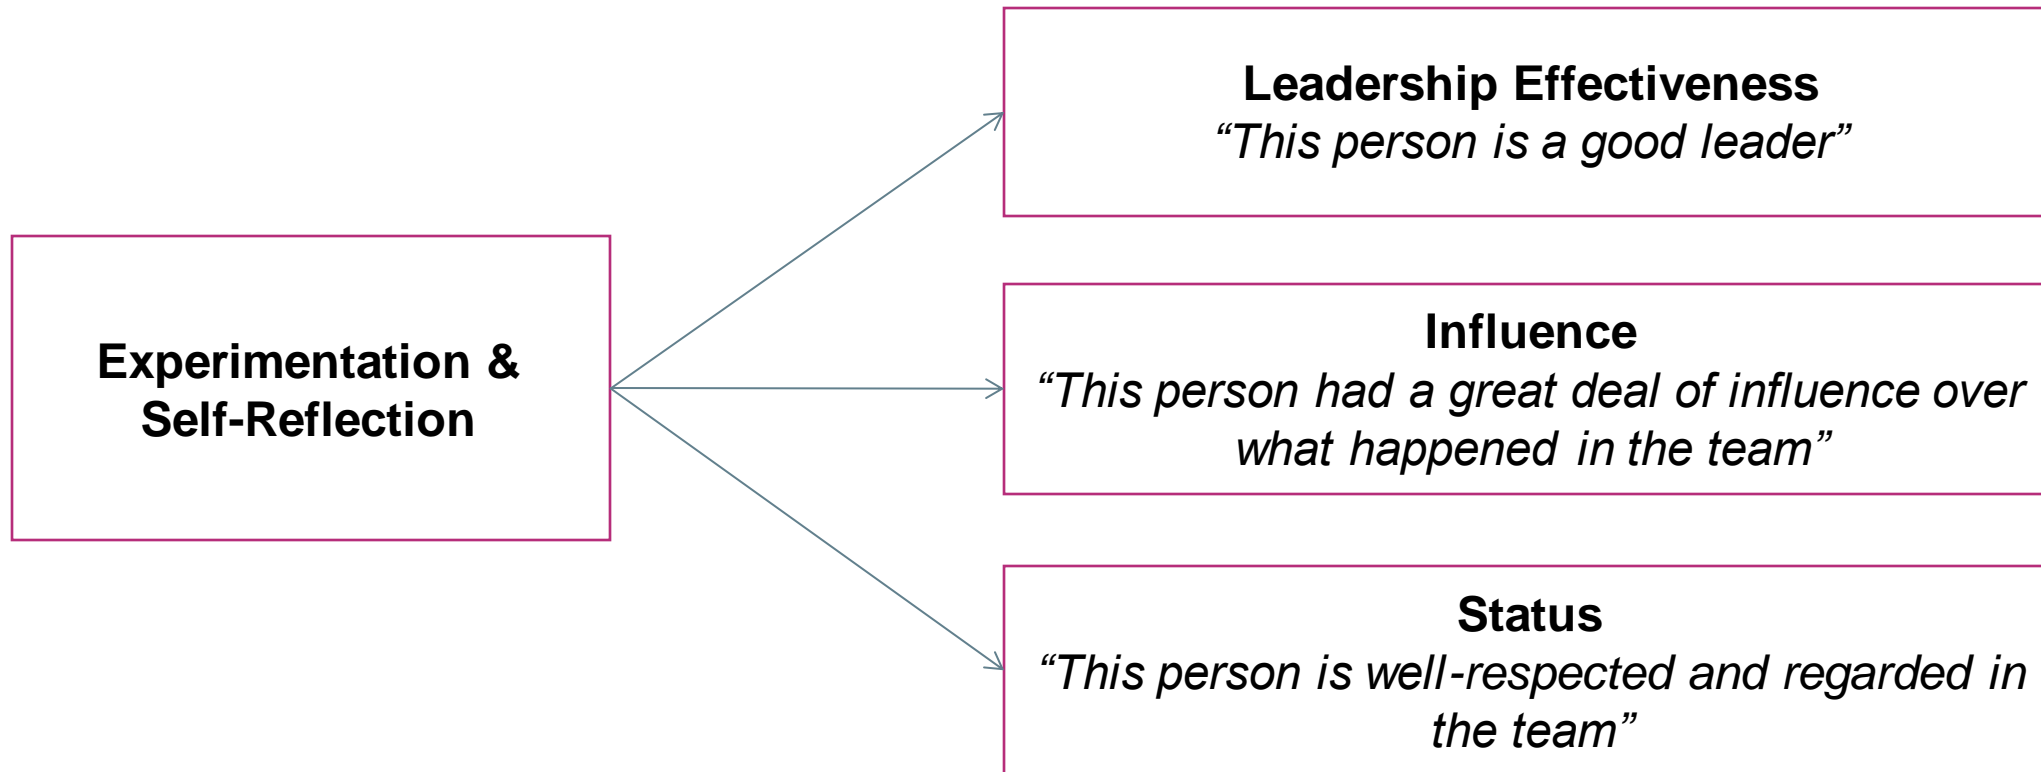 Experimentation &
Self-Reflection
Leadership Effectiveness
“This person is a good leader”
Influence
“This person had a great deal of influence over
what happened in the team”
Status
“This person is well-respected and regarded in
the team”